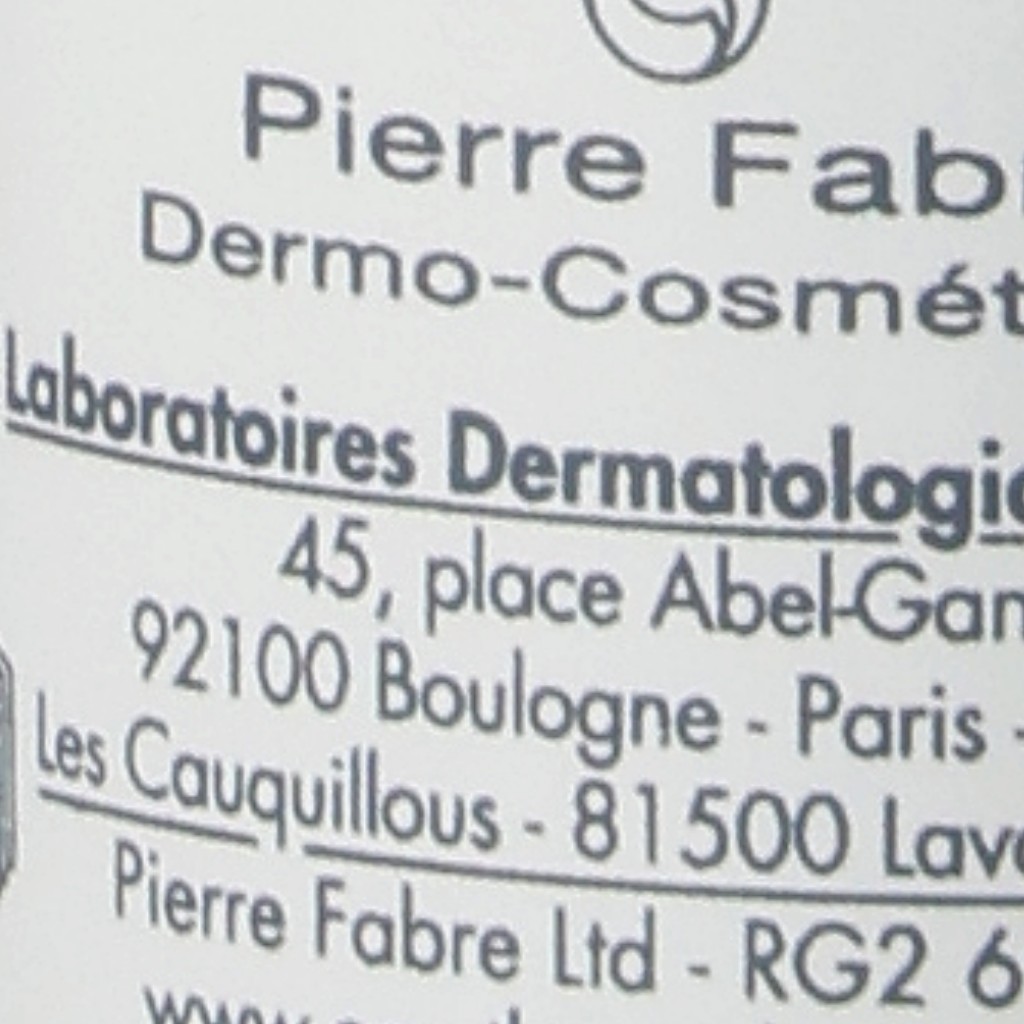 Pierre Fab
Dermo-Cosmét
Laboratoires Dermatologi
45, place Abel-Gan
92100 Boulogne - Paris -
Les Cauquillous - 81500 Lav
Pierre Fabre Ltd - RG2 6